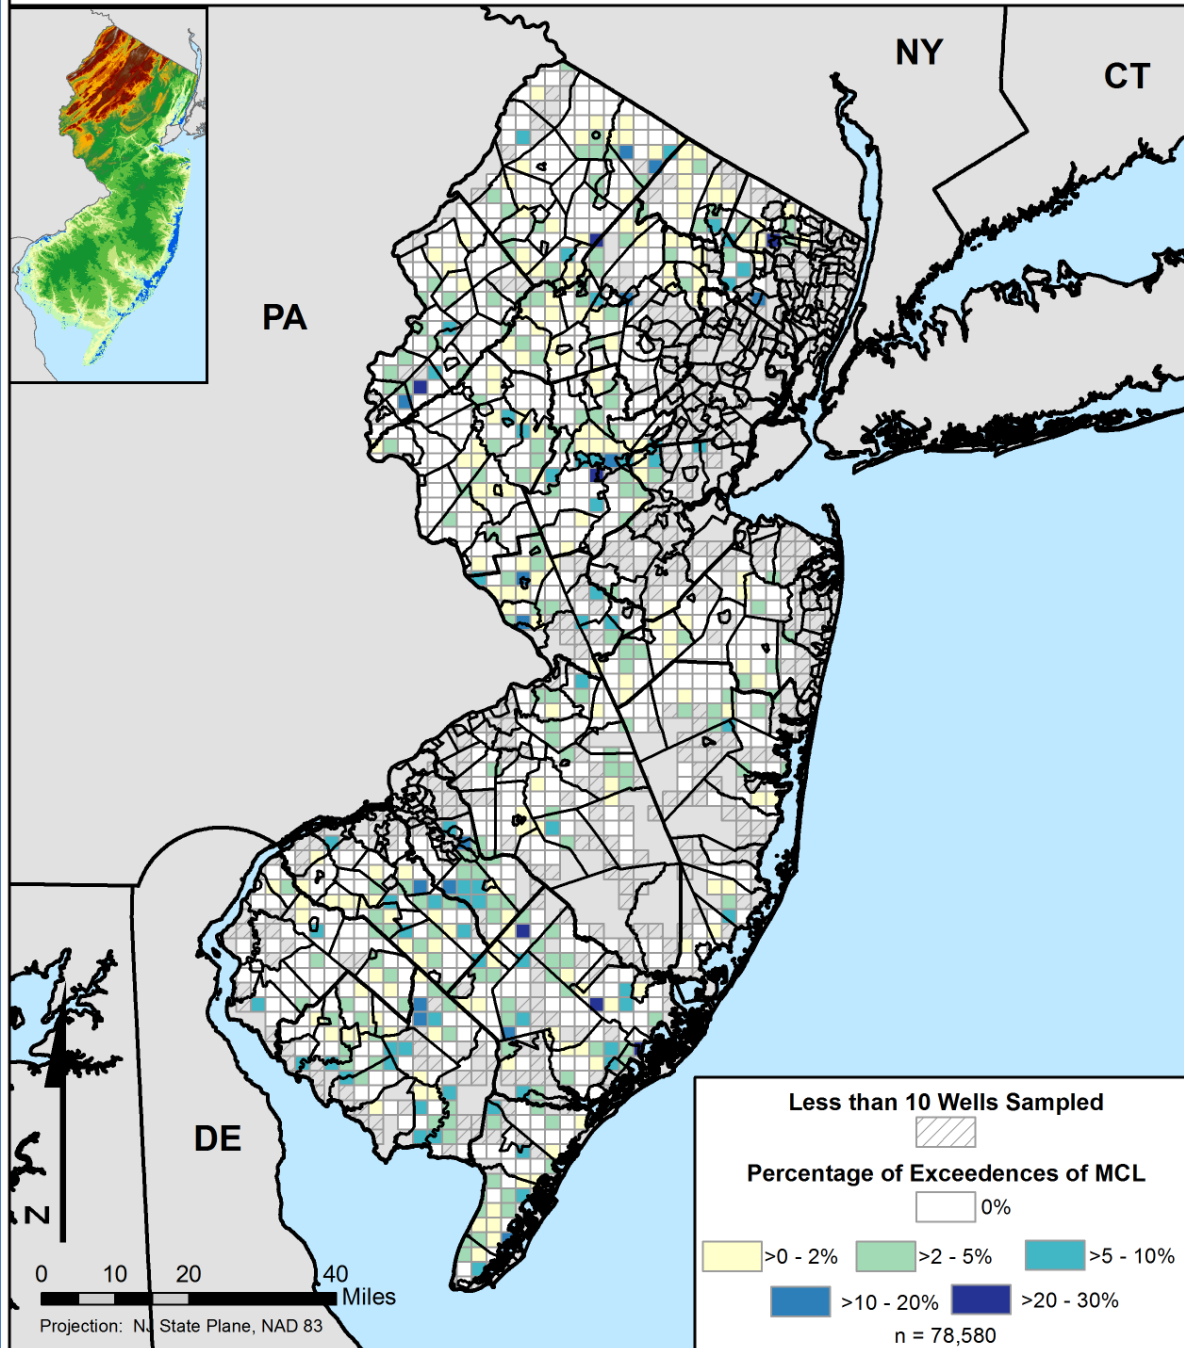 NY
CT
PA
DE
N
0 10 20 40
Miles
Projection: NJ State Plane, NAD 83
Less than 10 Wells Sampled
Percentage of Exceedences of MCL
0%
>0 - 2% >2 - 5% >5 - 10%
>10 - 20% >20 - 30%
n = 78,580